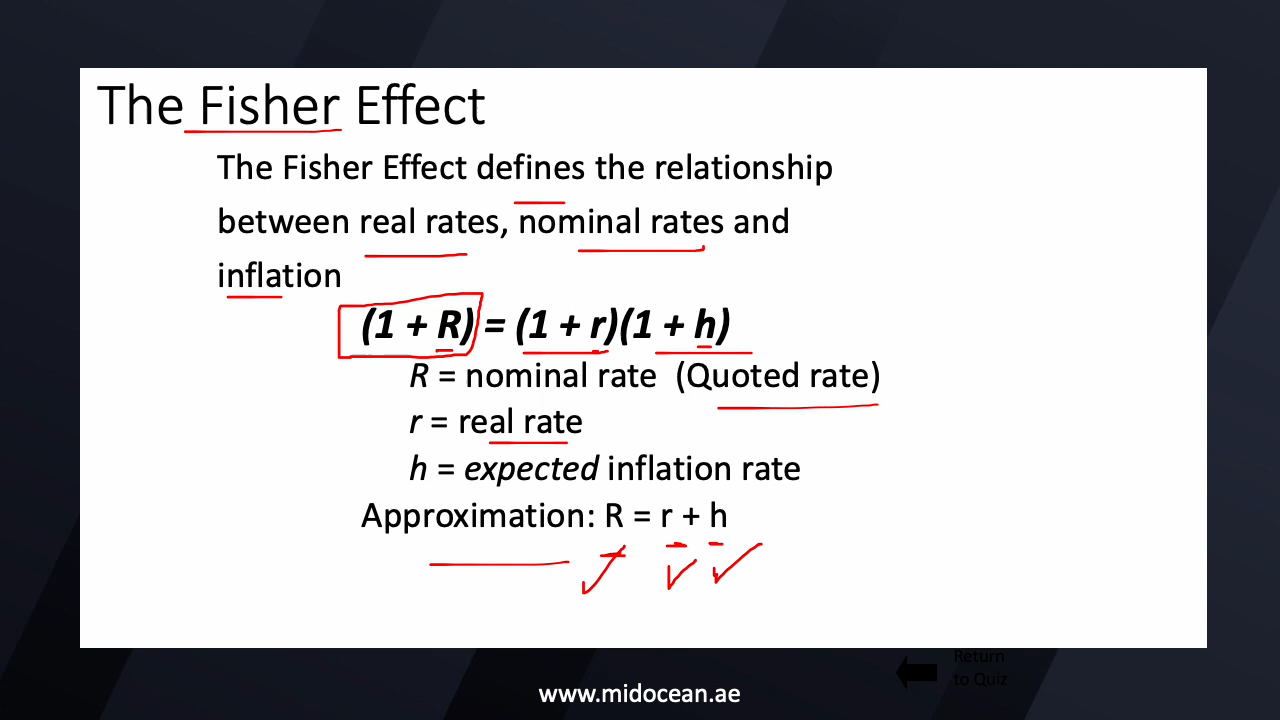 The Fisher Effect
The Fisher Effect defines the relationship
between real rates, nominal rates and
inflation
(1 + R) = (1 + r)(1 + h)
R = nominal rate (Quoted rate)
r = real rate
h = expected inflation rate
Approximation: R = r + h
Return
to Quiz
www.midocean.ae